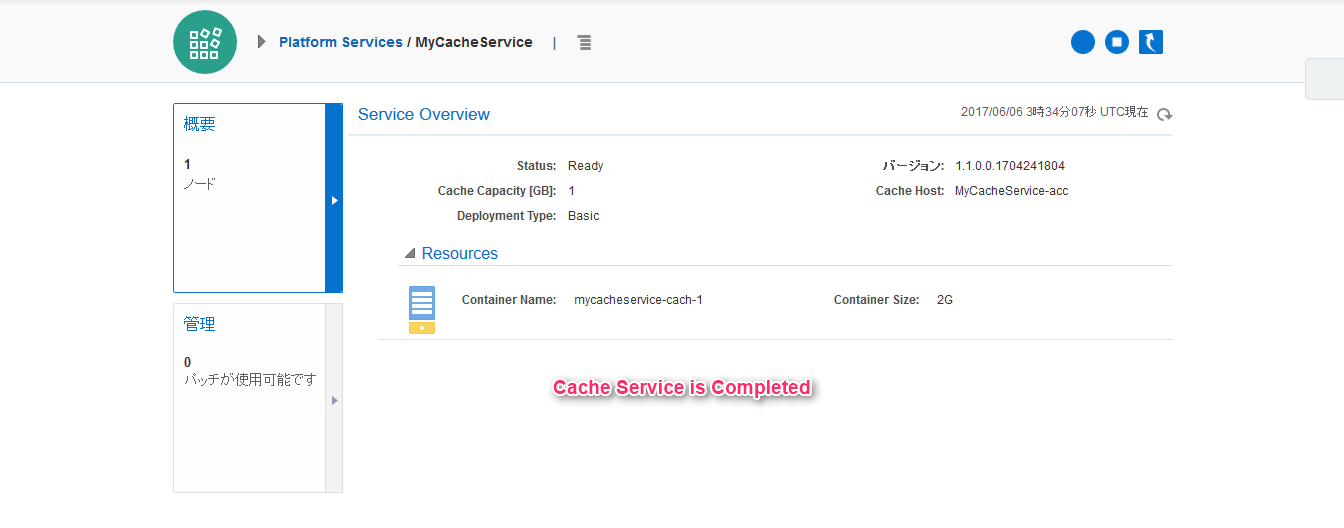 Platform Services / MyCacheService |
概要
1
ノード
管理
0
パッチが使用可能です
Service Overview
2017/06/06 3時34分07秒 UTC現在
Status: Ready
バージョン: 1.1.0.0.1704241804
Cache Capacity [GB]: 1
Cache Host: MyCacheService-acc
Deployment Type: Basic
Resources
Container Name: mycacheservice-cach-1
Container Size: 2G
Cache Service is Completed